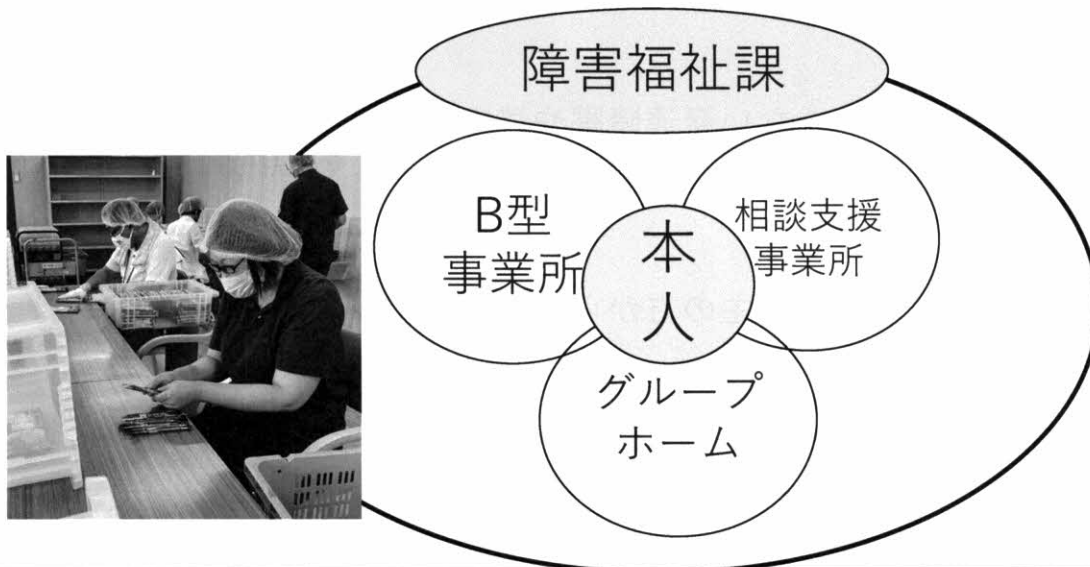 障害福祉課
B型
事業所
本
人
相談支援
事業所
グループ
ホーム